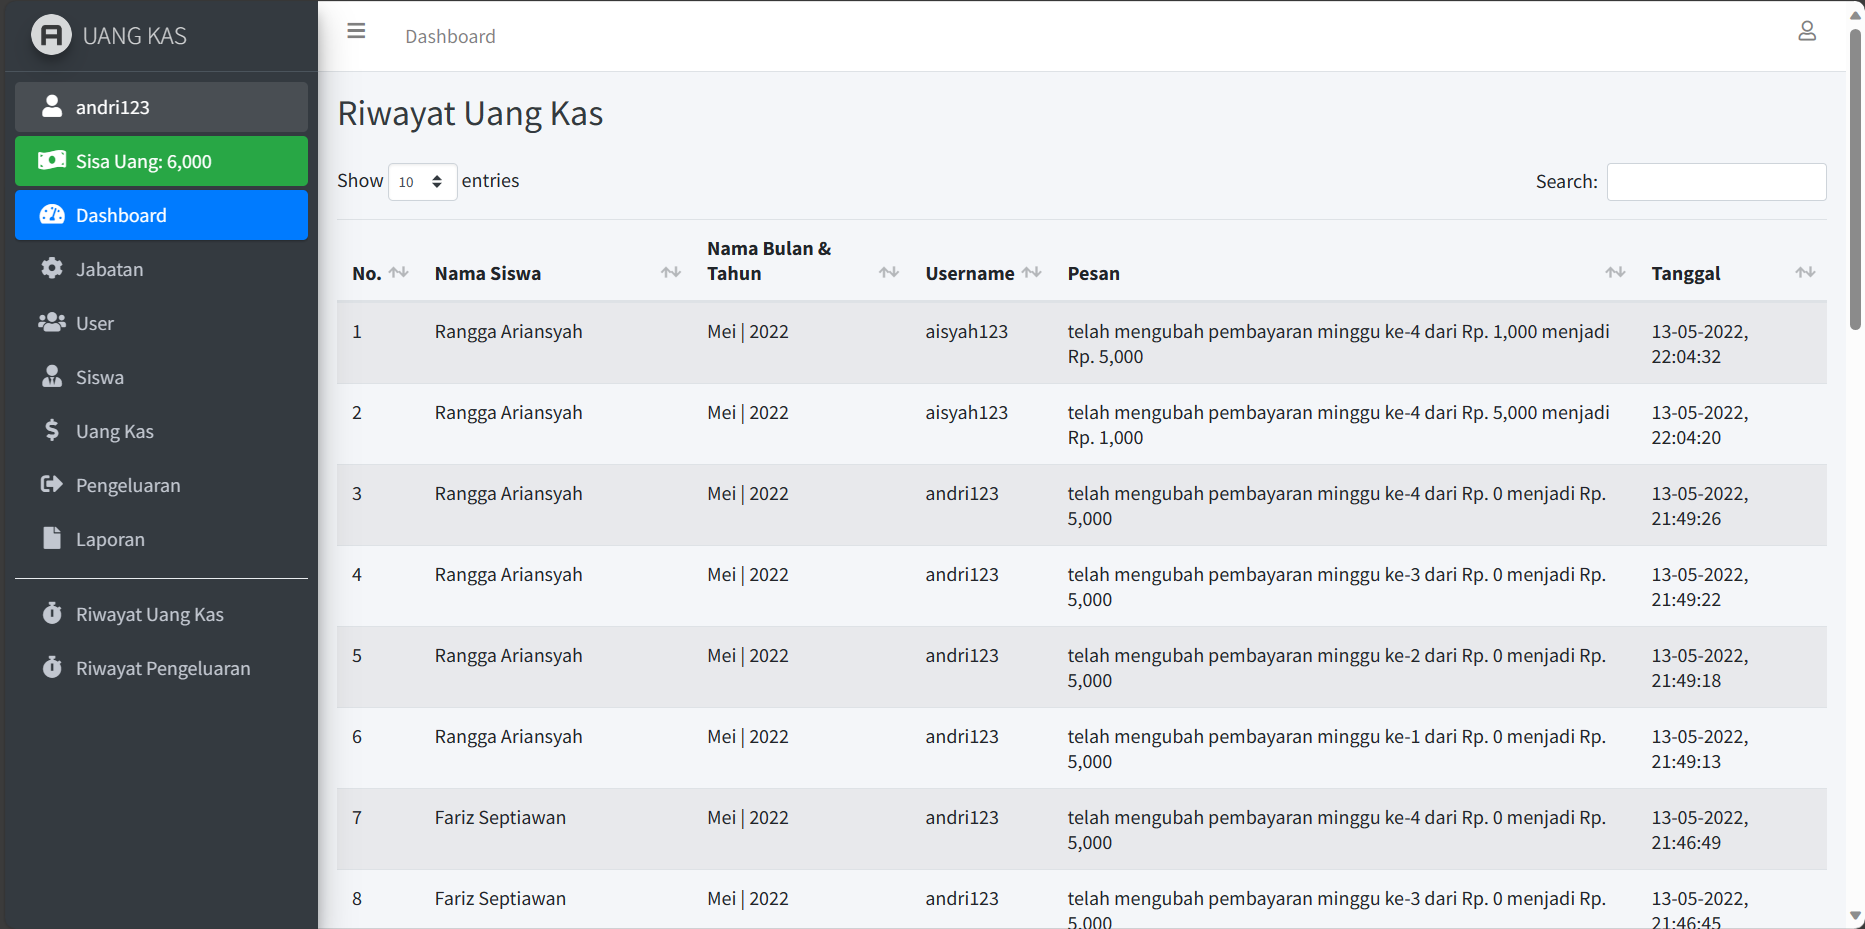 UANG KAS
Dashboard
andri123
Sisa Uang: 6,000
Dashboard
Jabatan
User
Siswa
Uang Kas
Pengeluaran
Laporan
Riwayat Uang Kas
Riwayat Pengeluaran
Riwayat Uang Kas
Show 10 entries
Search:
No. Nama Siswa Nama Bulan & Tahun Username Pesan Tanggal
1 Rangga Ariansyah Mei | 2022 aisyah123 telah mengubah pembayaran minggu ke-4 dari Rp. 1,000 menjadi 13-05-2022,
Rp. 5,000 22:04:32
2 Rangga Ariansyah Mei | 2022 aisyah123 telah mengubah pembayaran minggu ke-4 dari Rp. 5,000 menjadi 13-05-2022,
Rp. 1,000 22:04:20
3 Rangga Ariansyah Mei | 2022 andri123 telah mengubah pembayaran minggu ke-4 dari Rp. 0 menjadi Rp. 13-05-2022,
5,000 21:49:26
4 Rangga Ariansyah Mei | 2022 andri123 telah mengubah pembayaran minggu ke-3 dari Rp. 0 menjadi Rp. 13-05-2022,
5,000 21:49:22
5 Rangga Ariansyah Mei | 2022 andri123 telah mengubah pembayaran minggu ke-2 dari Rp. 0 menjadi Rp. 13-05-2022,
5,000 21:49:18
6 Rangga Ariansyah Mei | 2022 andri123 telah mengubah pembayaran minggu ke-1 dari Rp. 0 menjadi Rp. 13-05-2022,
5,000 21:49:13
7 Fariz Septiawan Mei | 2022 andri123 telah mengubah pembayaran minggu ke-4 dari Rp. 0 menjadi Rp. 13-05-2022,
5,000 21:46:49
8 Fariz Septiawan Mei | 2022 andri123 telah mengubah pembayaran minggu ke-3 dari Rp. 0 menjadi Rp. 13-05-2022,
5,000 21:46:45